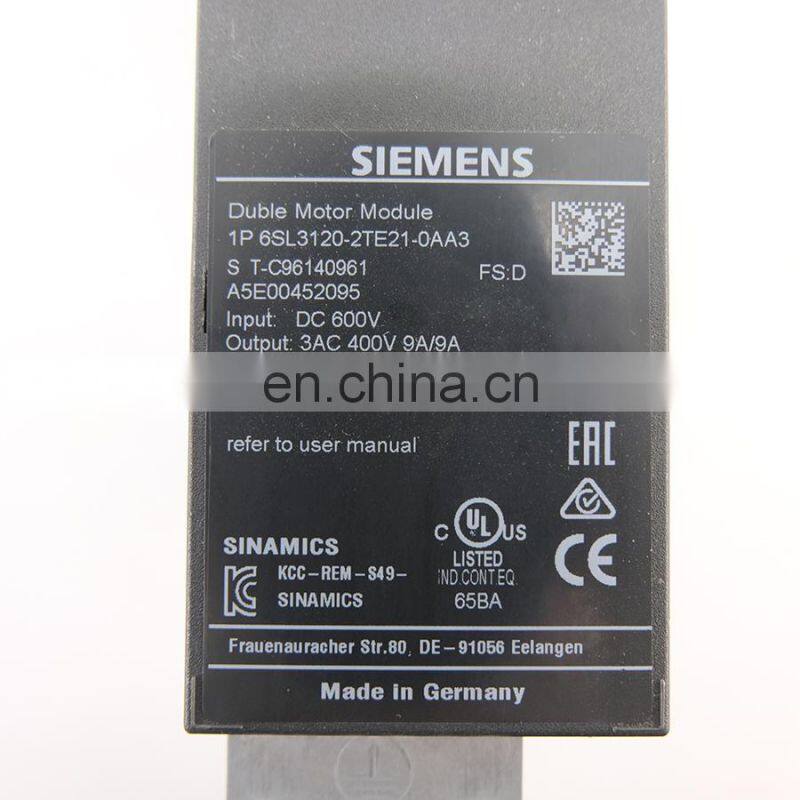 SIEMENS
Duble Motor Module
1P 6SL3120-2TE21-0AA3
S T-C96140961
FS:D
A5E00452095
Input: DC 600V
Output: 3AC 400V 9A/9A
en.china.cn
refer to user manual
EAC
C UL US
LISTED
IND.CONT.EQ.
65BA
CE
SINAMICS
KCC-REM-S49-
SINAMICS
Frauenauracher Str.80, DE-91056 Eelangen
Made in Germany